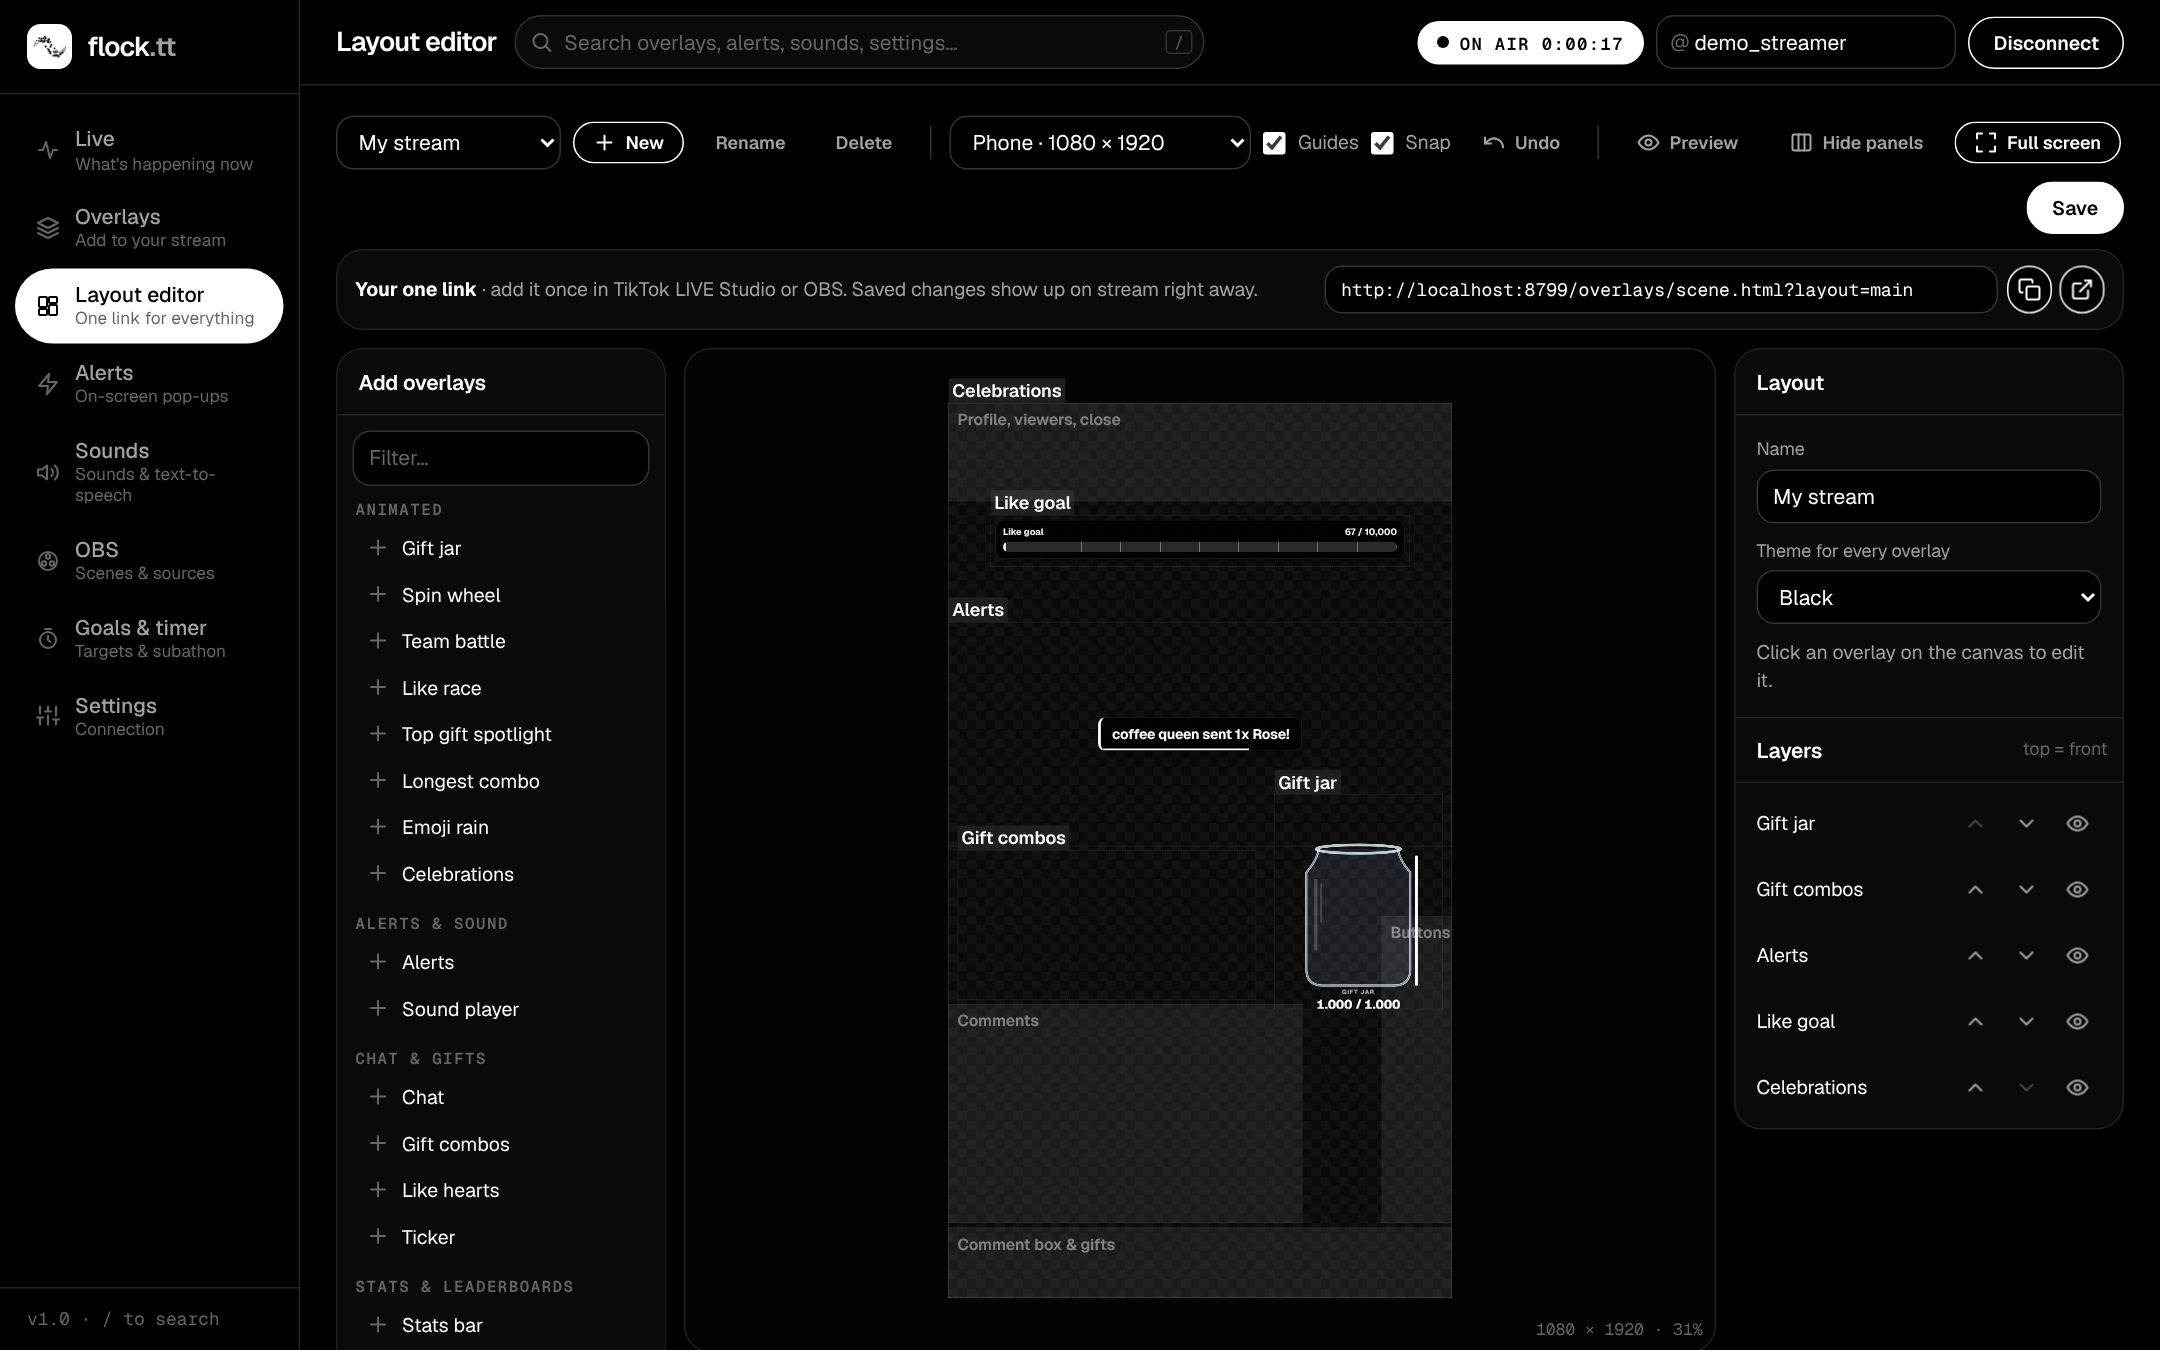 flock.tt
Layout editor
Search overlays, alerts, sounds, settings...
/
ON AIR 0:00:17
@ demo_streamer
Disconnect
Live
What's happening now
Overlays
Add to your stream
Layout editor
One link for everything
Alerts
On-screen pop-ups
Sounds
Sounds & text-to-
speech
OBS
Scenes & sources
Goals & timer
Targets & subathon
Settings
Connection
v1.0 · / to search
My stream
New
Rename
Delete
Phone · 1080 × 1920
Guides
Snap
Undo
Preview
Hide panels
Full screen
Save
Your one link · add it once in TikTok LIVE Studio or OBS. Saved changes show up on stream right away.
http://localhost:8799/overlays/scene.html?layout=main
Add overlays
Filter...
ANIMATED
Gift jar
Spin wheel
Team battle
Like race
Top gift spotlight
Longest combo
Emoji rain
Celebrations
ALERTS & SOUND
Alerts
Sound player
CHAT & GIFTS
Chat
Gift combos
Like hearts
Ticker
STATS & LEADERBOARDS
Stats bar
Celebrations
Profile, viewers, close
Like goal
Like goal
67 / 10,000
Alerts
coffee queen sent 1x Rose!
Gift jar
Gift combos
Buttons
GIFT JAR
1.000 / 1.000
Comments
Comment box & gifts
1080 × 1920 · 31%
Layout
Name
My stream
Theme for every overlay
Black
Click an overlay on the canvas to edit
it.
Layers
top = front
Gift jar
Gift combos
Alerts
Like goal
Celebrations